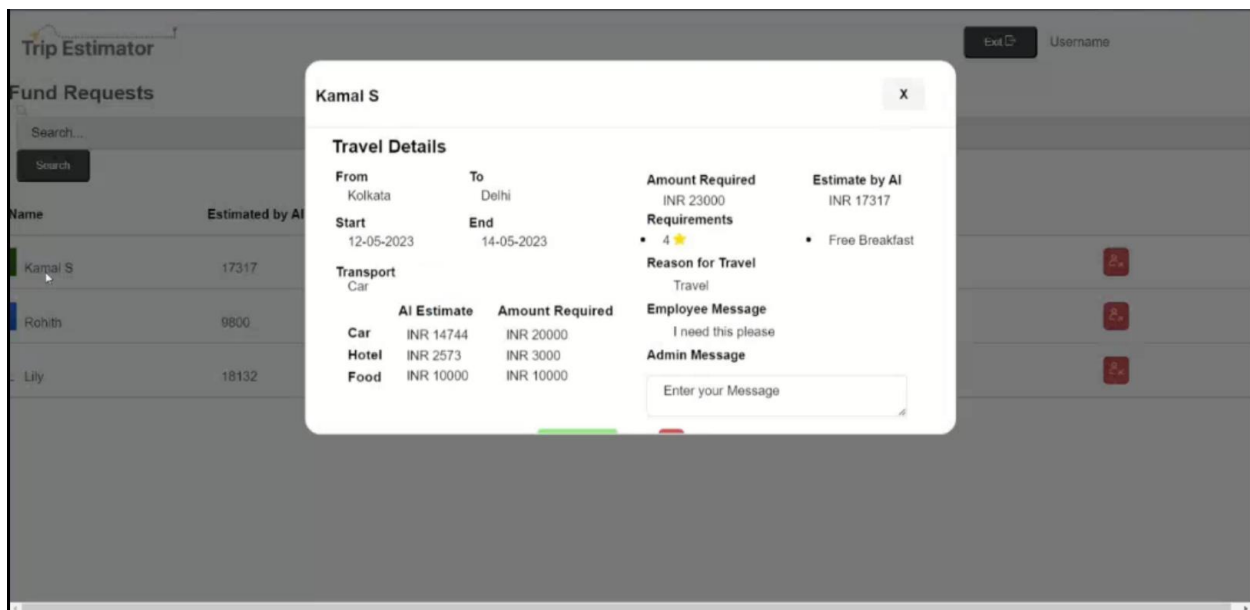 Trip Estimator
Exit
Username
Fund Requests
Search...
Search
Name
Estimated by AI
Kamal S
17317
Rohith
9800
Lily
18132
Kamal S
X
Travel Details
From
To
Kolkata
Delhi
Start
End
12-05-2023
14-05-2023
Transport
Car
AI Estimate
Amount Required
Car
INR 14744
INR 20000
Hotel
INR 2573
INR 3000
Food
INR 10000
INR 10000
Amount Required
Estimate by AI
INR 23000
INR 17317
Requirements
4 ⭐
Free Breakfast
Reason for Travel
Travel
Employee Message
I need this please
Admin Message
Enter your Message